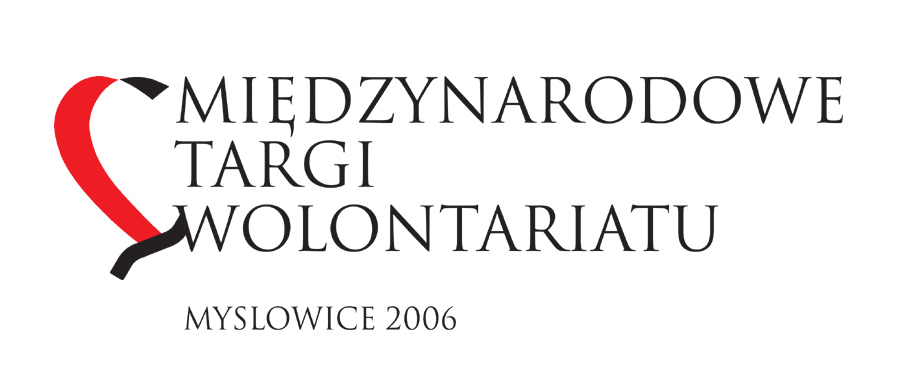 MIĘDZYNARODOWE
TARGI
WOLONTARIATU
MYSLOWICE 2006